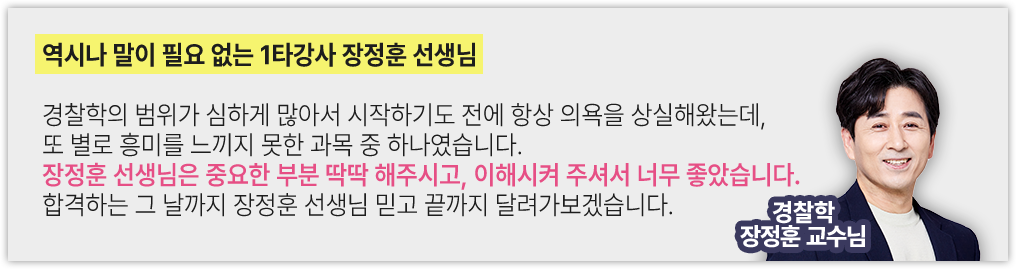 역시나 말이 필요 없는 1타강사 장정훈 선생님
경찰학의 범위가 심하게 많아서 시작하기도 전에 항상 의욕을 상실해왔는데,
또 별로 흥미를 느끼지 못한 과목 중 하나였습니다.
장정훈 선생님은 중요한 부분 딱딱 해주시고, 이해시켜 주셔서 너무 좋았습니다.
합격하는 그 날까지 장정훈 선생님 믿고 끝까지 달려가보겠습니다.
경찰학
장정훈 교수님